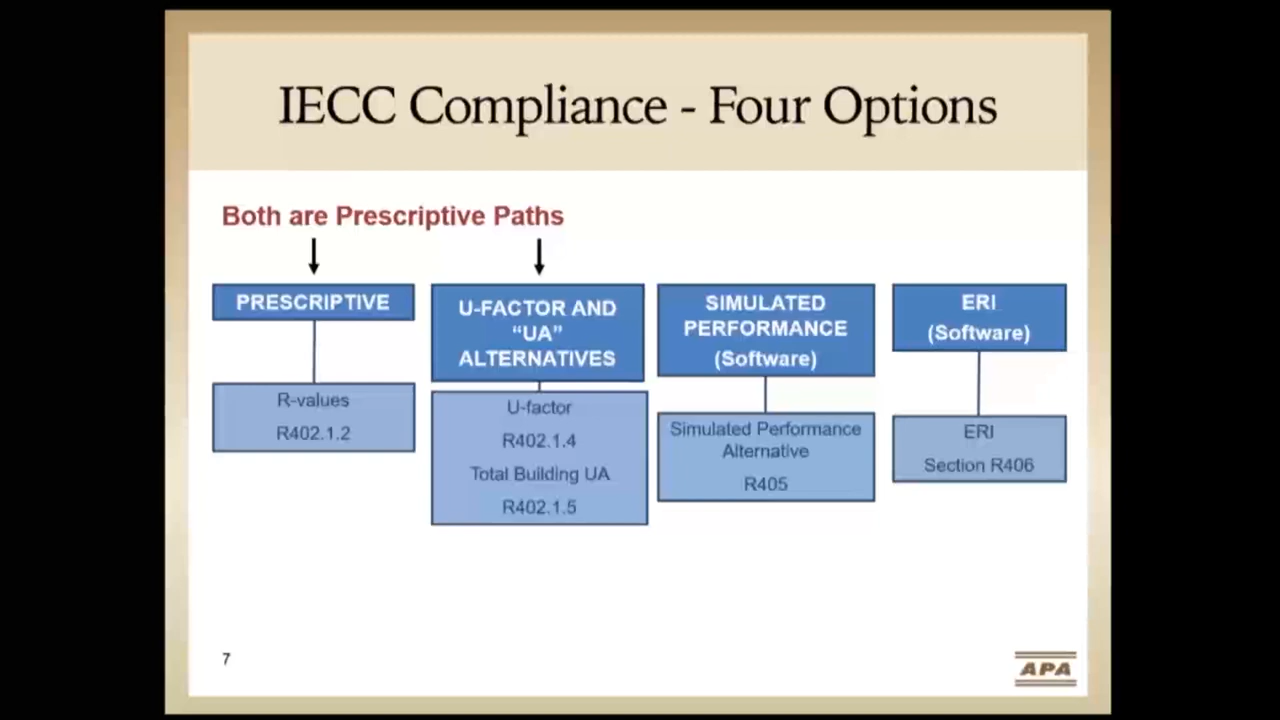 IECC Compliance - Four Options
Both are Prescriptive Paths
PRESCRIPTIVE
R-values
R402.1.2
U-FACTOR AND
“UA”
ALTERNATIVES
U-factor
R402.1.4
Total Building UA
R402.1.5
SIMULATED
PERFORMANCE
(Software)
Simulated Performance
Alternative
R405
ERI
(Software)
ERI
Section R406
7
APA